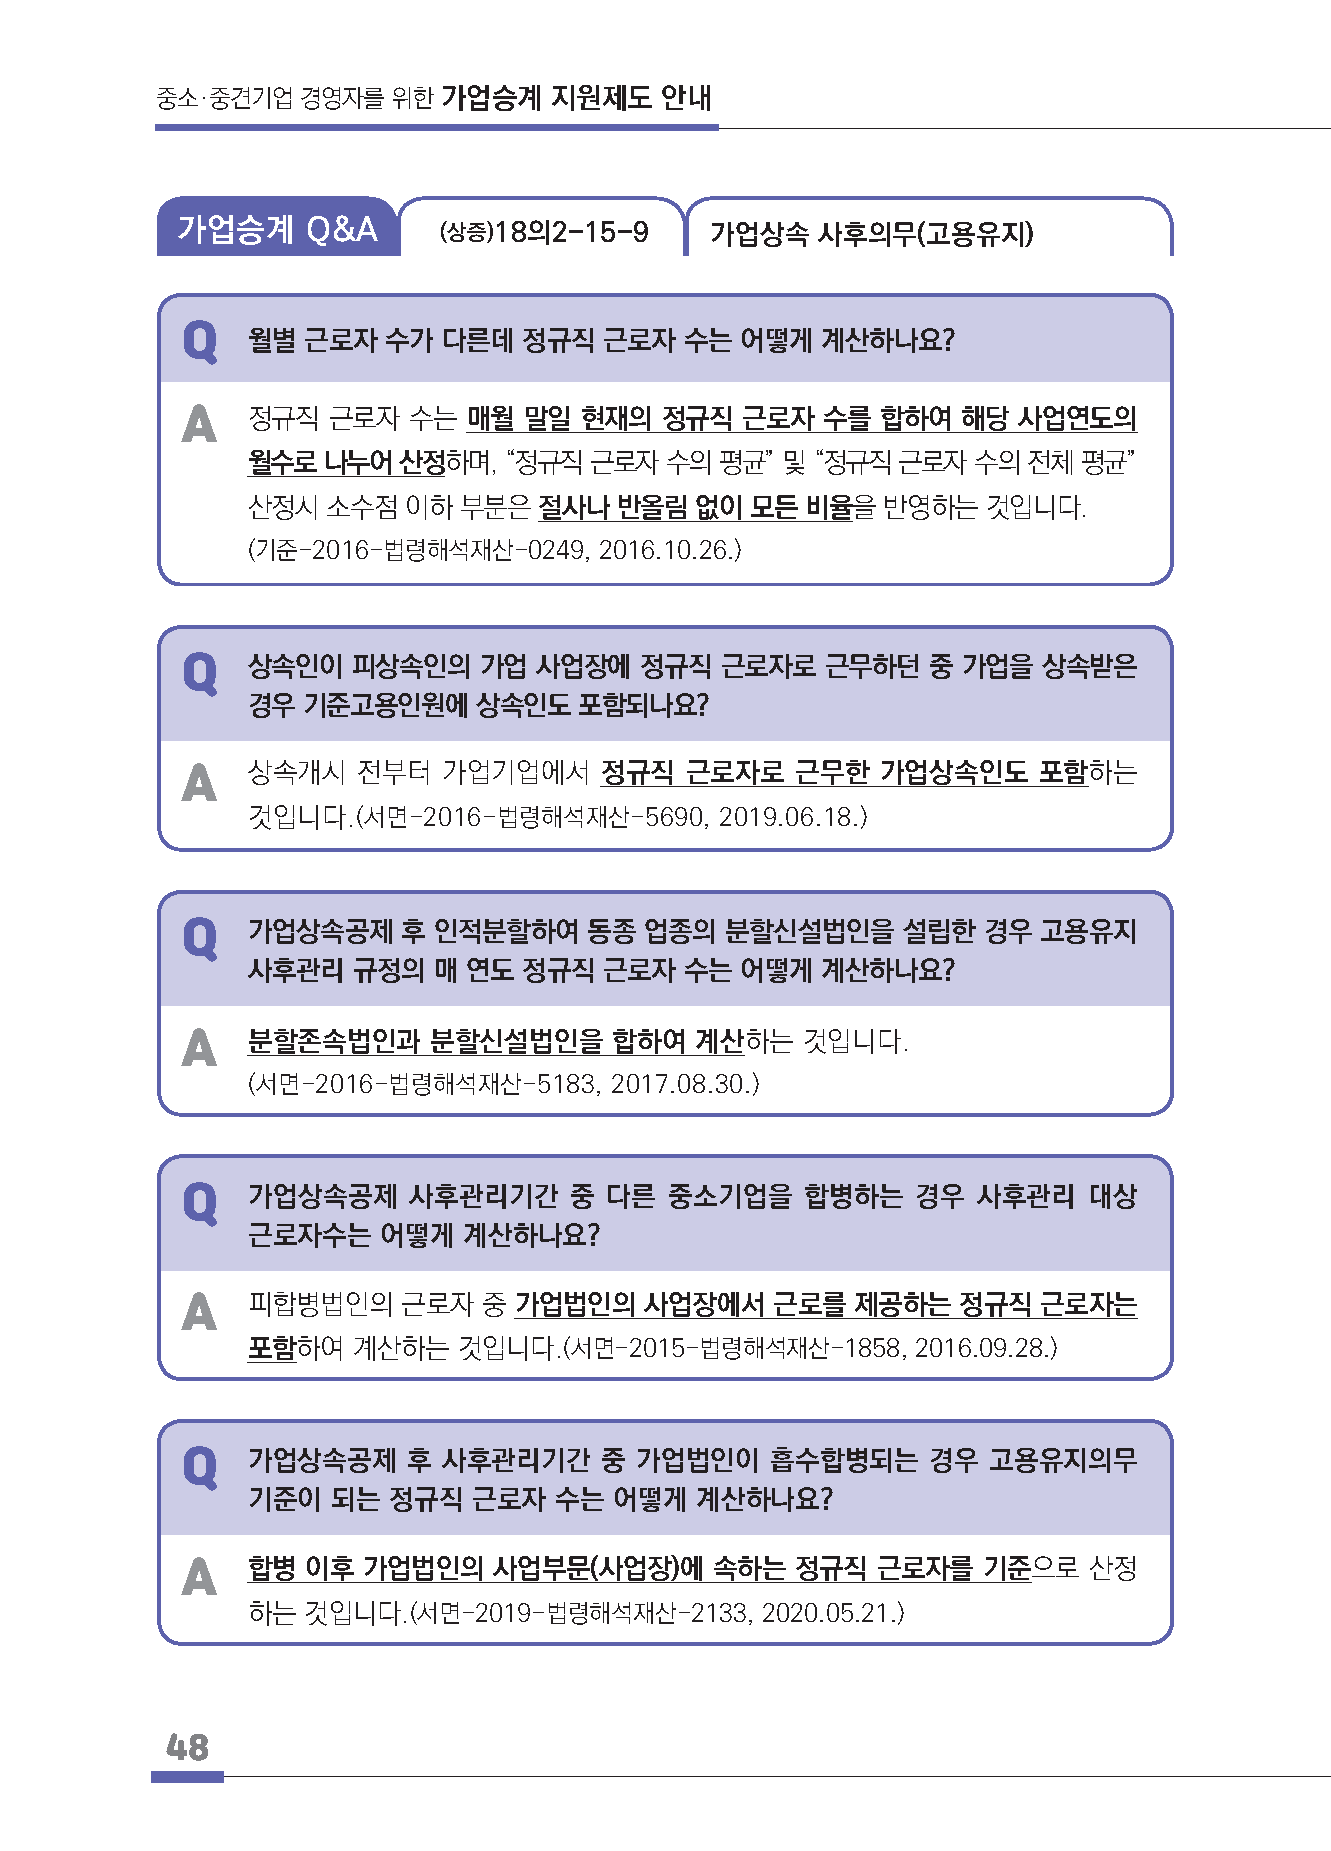 중소·중견기업 경영자를 위한 가업승계 지원제도 안내
가업승계 Q&A (상증)18의2-15-9 가업상속 사후의무(고용유지)
Q 월별 근로자 수가 다른데 정규직 근로자 수는 어떻게 계산하나요?
A 정규직 근로자 수는 매월 말일 현재의 정규직 근로자 수를 합하여 해당 사업연도의
월수로 나누어 산정하며, “정규직 근로자 수의 평균” 및 “정규직 근로자 수의 전체 평균”
산정시 소수점 이하 부분은 절사나 반올림 없이 모든 비율을 반영하는 것입니다.
(기준-2016-법령해석재산-0249, 2016.10.26.)
Q 상속인이 피상속인의 가업 사업장에 정규직 근로자로 근무하던 중 가업을 상속받은
경우 기준고용인원에 상속인도 포함되나요?
A 상속개시 전부터 가업기업에서 정규직 근로자로 근무한 가업상속인도 포함하는
것입니다.(서면-2016-법령해석재산-5690, 2019.06.18.)
Q 가업상속공제 후 인적분할하여 동종 업종의 분할신설법인을 설립한 경우 고용유지
사후관리 규정의 매 연도 정규직 근로자 수는 어떻게 계산하나요?
A 분할존속법인과 분할신설법인을 합하여 계산하는 것입니다.
(서면-2016-법령해석재산-5183, 2017.08.30.)
Q 가업상속공제 사후관리기간 중 다른 중소기업을 합병하는 경우 사후관리 대상
근로자수는 어떻게 계산하나요?
A 피합병법인의 근로자 중 가업법인의 사업장에서 근로를 제공하는 정규직 근로자는
포함하여 계산하는 것입니다.(서면-2015-법령해석재산-1858, 2016.09.28.)
Q 가업상속공제 후 사후관리기간 중 가업법인이 흡수합병되는 경우 고용유지의무
기준이 되는 정규직 근로자 수는 어떻게 계산하나요?
A 합병 이후 가업법인의 사업부문(사업장)에 속하는 정규직 근로자를 기준으로 산정
하는 것입니다.(서면-2019-법령해석재산-2133, 2020.05.21.)
48